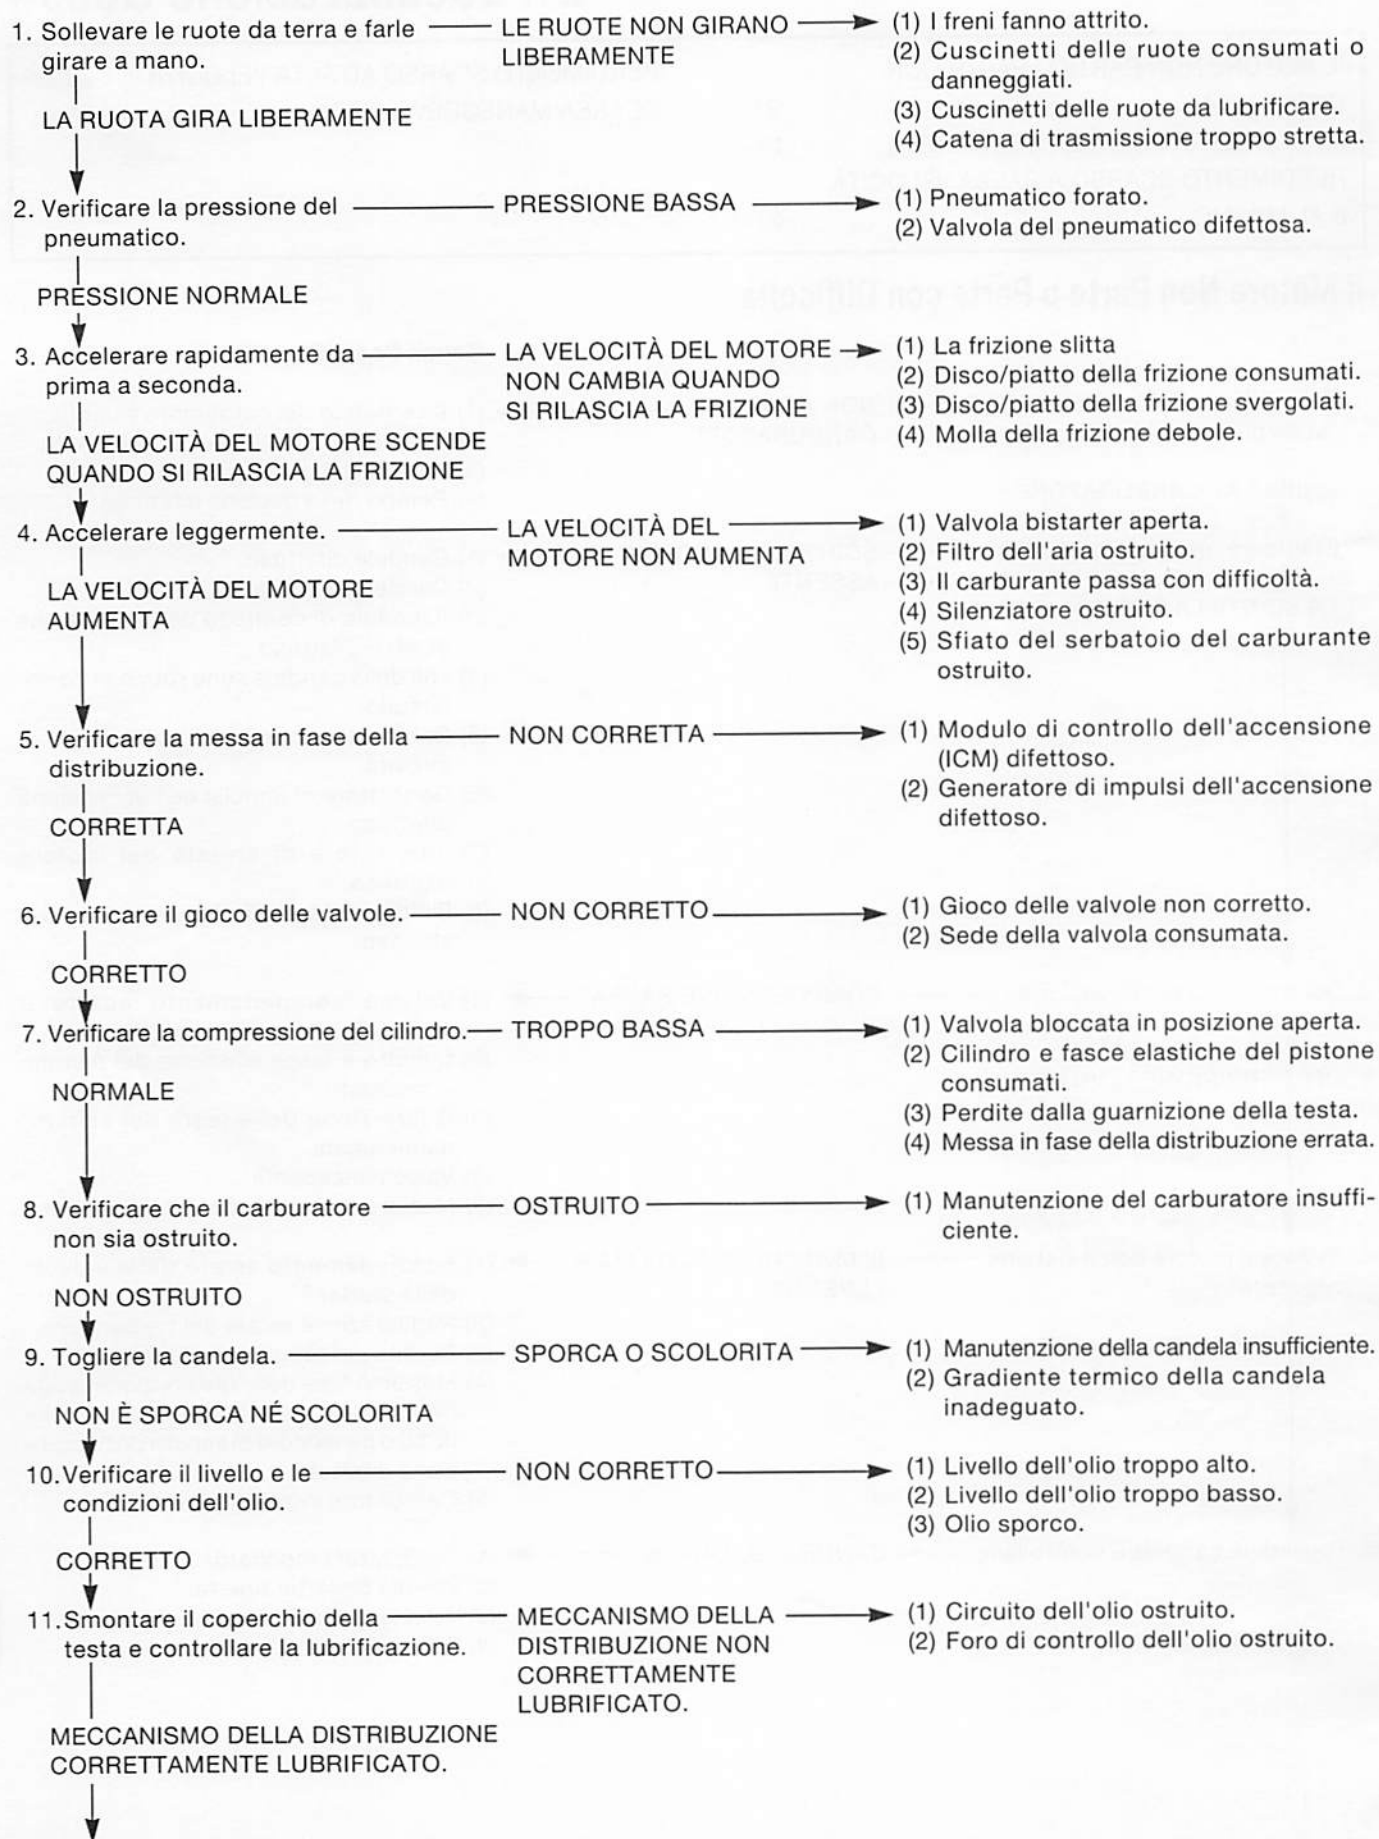 1. Sollevare le ruote da terra e farle
girare a mano.
LE RUOTE NON GIRANO
LIBERAMENTE
(1) I freni fanno attrito.
(2) Cuscinetti delle ruote consumati o
danneggiati.
(3) Cuscinetti delle ruote da lubrificare.
(4) Catena di trasmissione troppo stretta.
LA RUOTA GIRA LIBERAMENTE
2. Verificare la pressione del
pneumatico.
PRESSIONE BASSA
(1) Pneumatico forato.
(2) Valvola del pneumatico difettosa.
PRESSIONE NORMALE
3. Accelerare rapidamente da
prima a seconda.
LA VELOCITÀ DEL MOTORE
NON CAMBIA QUANDO
SI RILASCIA LA FRIZIONE
(1) La frizione slitta
(2) Disco/piatto della frizione consumati.
(3) Disco/piatto della frizione svergolati.
(4) Molla della frizione debole.
LA VELOCITÀ DEL MOTORE SCENDE
QUANDO SI RILASCIA LA FRIZIONE
4. Accelerare leggermente.
LA VELOCITÀ DEL
MOTORE NON AUMENTA
(1) Valvola bistarter aperta.
(2) Filtro dell'aria ostruito.
(3) Il carburante passa con difficoltà.
(4) Silenziatore ostruito.
(5) Sfiato del serbatoio del carburante
ostruito.
LA VELOCITÀ DEL MOTORE
AUMENTA
5. Verificare la messa in fase della
distribuzione.
NON CORRETTA
(1) Modulo di controllo dell'accensione
(ICM) difettoso.
(2) Generatore di impulsi dell'accensione
difettoso.
CORRETTA
6. Verificare il gioco delle valvole.
NON CORRETTO
(1) Gioco delle valvole non corretto.
(2) Sede della valvola consumata.
CORRETTO
7. Verificare la compressione del cilindro.
TROPPO BASSA
(1) Valvola bloccata in posizione aperta.
(2) Cilindro e fasce elastiche del pistone
consumati.
(3) Perdite dalla guarnizione della testa.
(4) Messa in fase della distribuzione errata.
NORMALE
8. Verificare che il carburatore
non sia ostruito.
OSTRUITO
(1) Manutenzione del carburatore insuffi-
ciente.
NON OSTRUITO
9. Togliere la candela.
SPORCA O SCOLORITA
(1) Manutenzione della candela insufficiente.
(2) Gradiente termico della candela
inadeguato.
NON È SPORCA NÉ SCOLORITA
10. Verificare il livello e le
condizioni dell'olio.
NON CORRETTO
(1) Livello dell'olio troppo alto.
(2) Livello dell'olio troppo basso.
(3) Olio sporco.
CORRETTO
11. Smontare il coperchio della
testa e controllare la lubrificazione.
MECCANISMO DELLA
DISTRIBUZIONE NON
CORRETTAMENTE
LUBRIFICATO.
(1) Circuito dell'olio ostruito.
(2) Foro di controllo dell'olio ostruito.
MECCANISMO DELLA DISTRIBUZIONE
CORRETTAMENTE LUBRIFICATO.